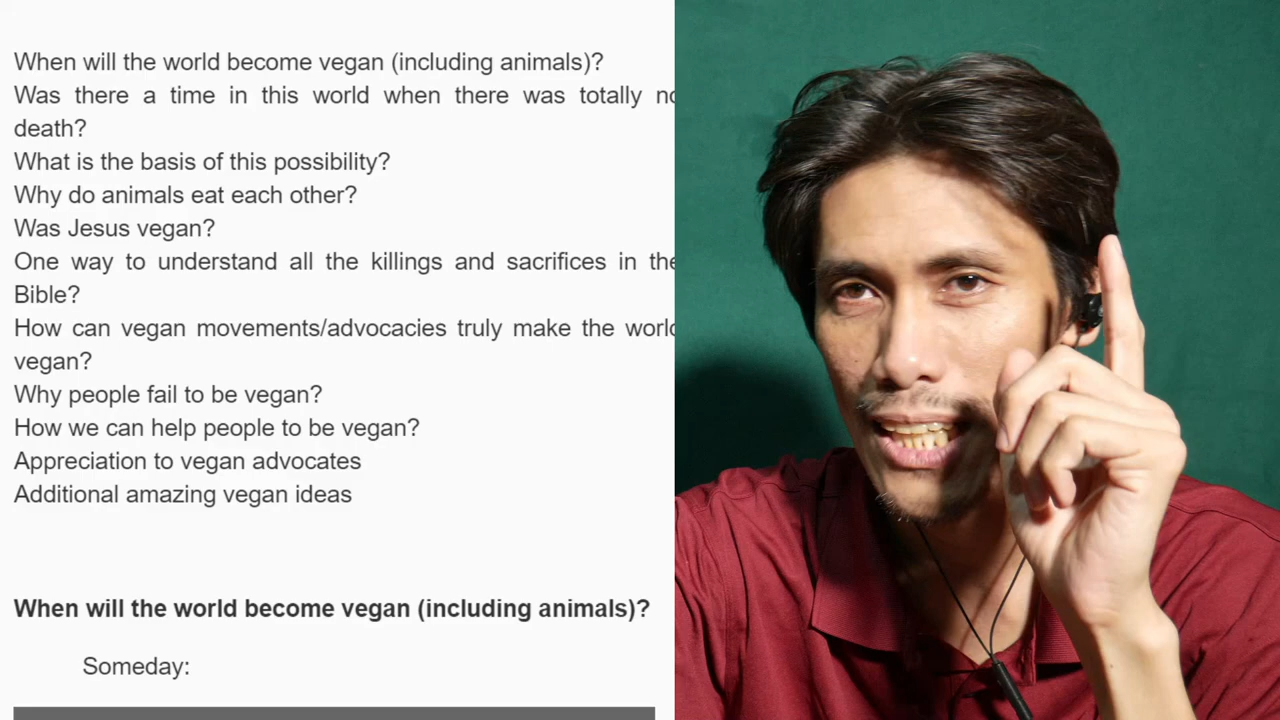 When will the world become vegan (including animals)?
Was there a time in this world when there was totally
death?
What is the basis of this possibility?
Why do animals eat each other?
Was Jesus vegan?
One way to understand all the killings and sacrifices in the
Bible?
How can vegan movements/advocacies truly make the world
vegan?
Why people fail to be vegan?
How we can help people to be vegan?
Appreciation to vegan advocates
Additional amazing vegan ideas
When will the world become vegan (including animals)?
Someday: